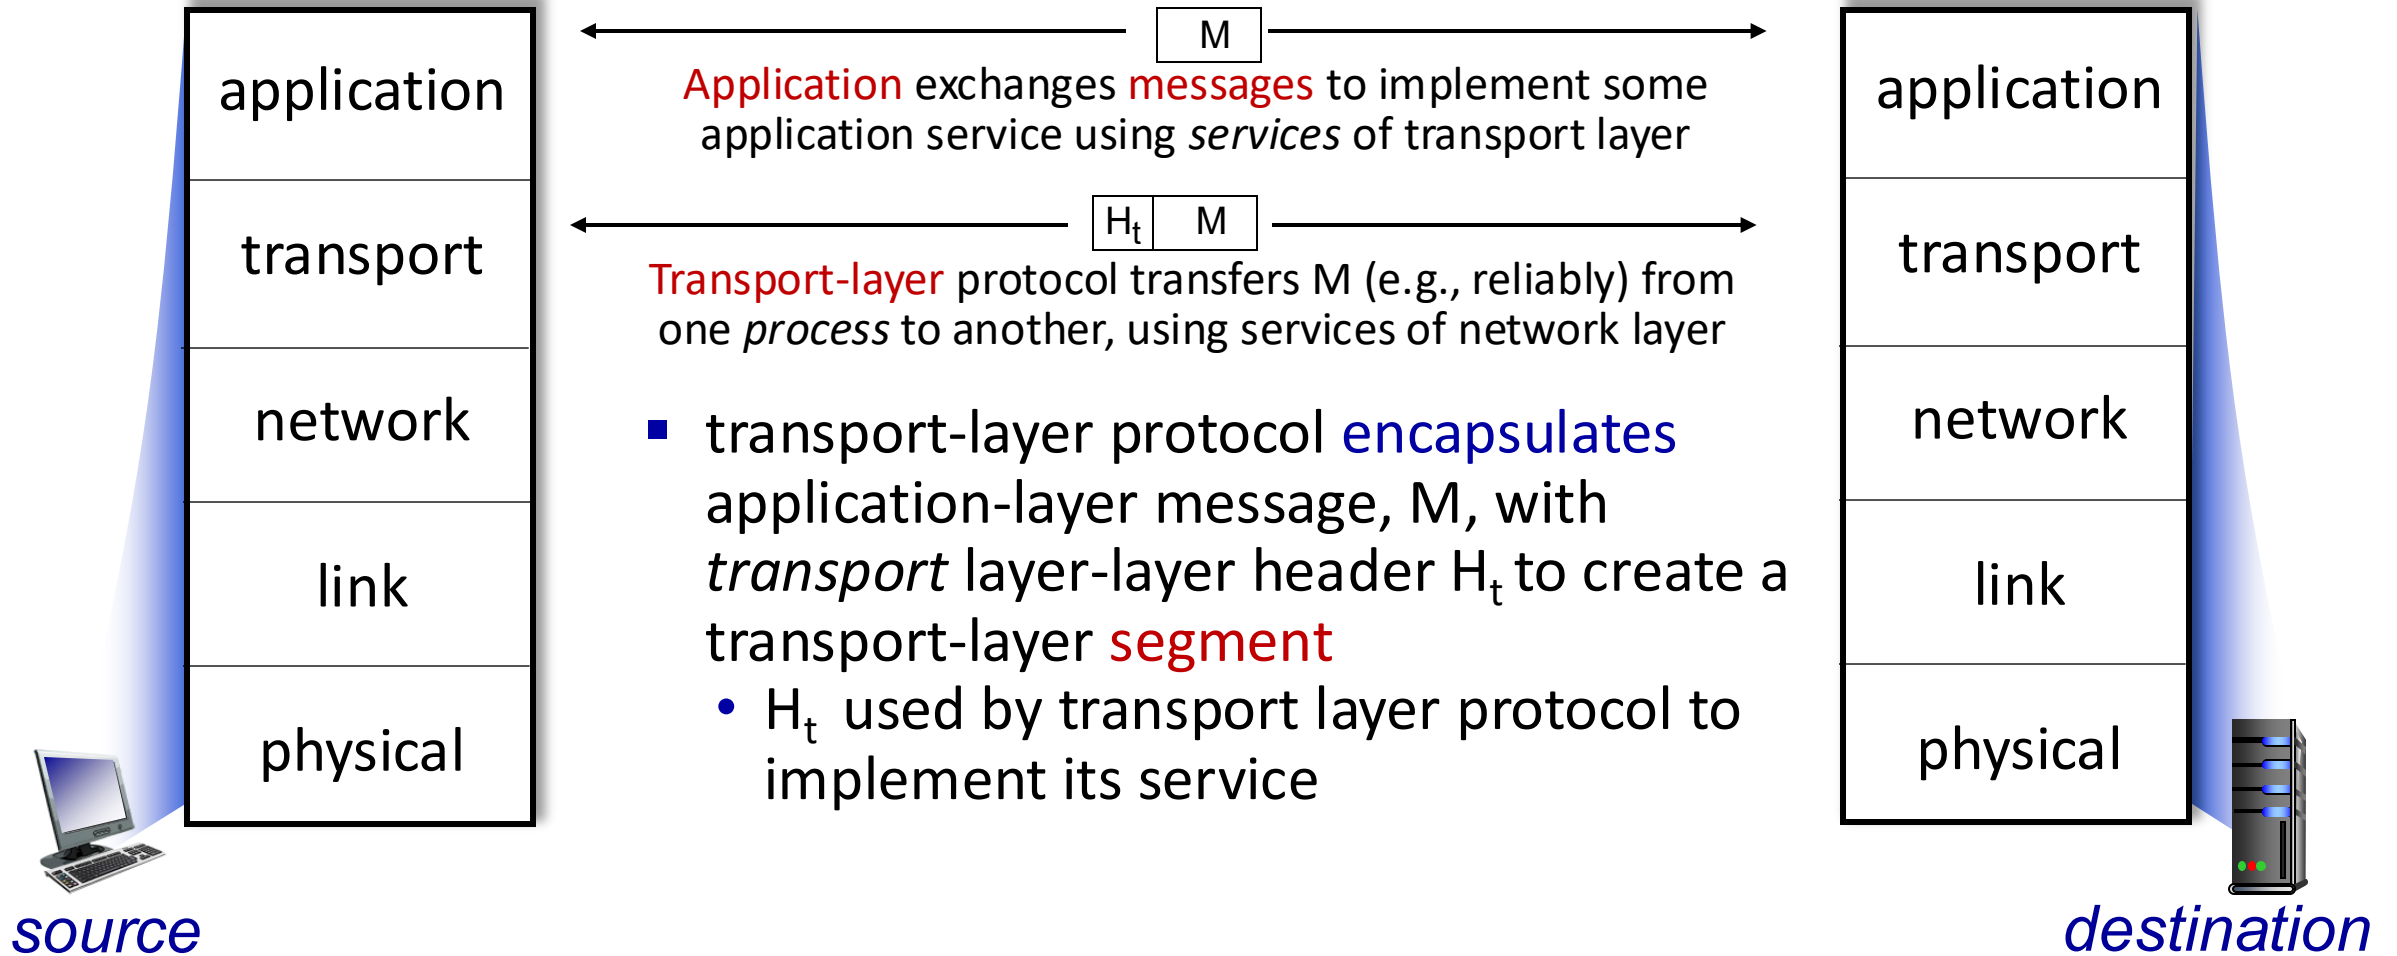 application
transport
network
link
physical
source
M
Application exchanges messages to implement some
application service using services of transport layer
Ht M
Transport-layer protocol transfers M (e.g., reliably) from
one process to another, using services of network layer
▪ transport-layer protocol encapsulates
application-layer message, M, with
transport layer-layer header Ht to create a
transport-layer segment
• Ht used by transport layer protocol to
implement its service
application
transport
network
link
physical
destination